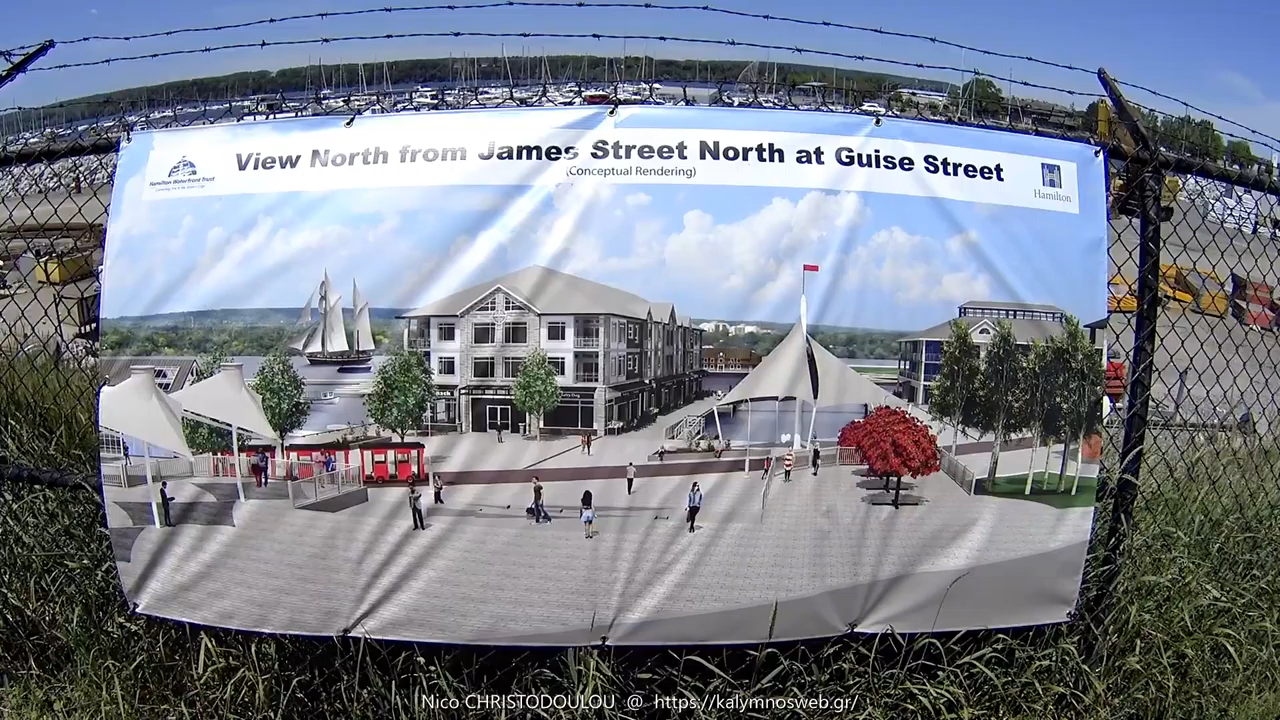 View North from James Street North at Guise Street
(Conceptual Rendering)
Hamilton Waterfront Trust
Hamilton
Nico CHRISTODOULOU @ https://kalymnosweb.gr/